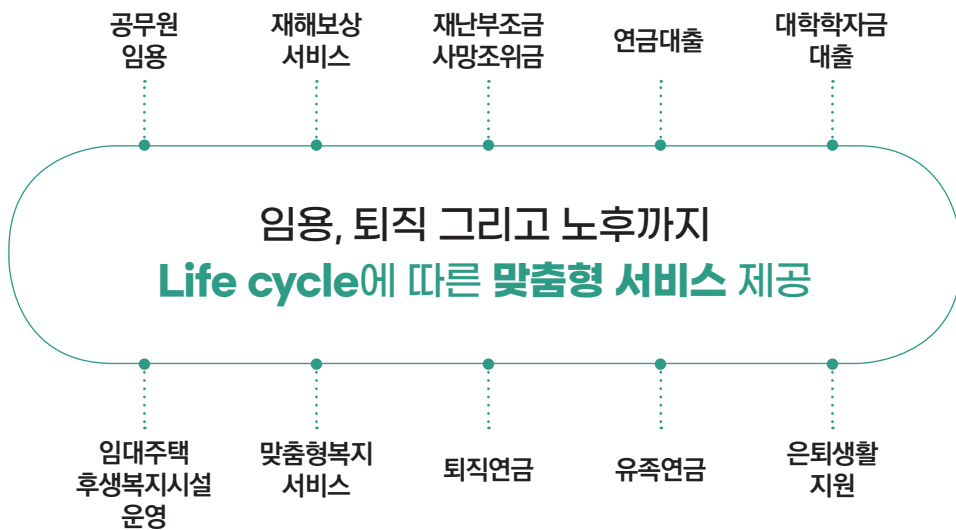 공무원
임용
재해보상
서비스
재난부조금
사망조위금
연금대출
대학학자금
대출
임용, 퇴직 그리고 노후까지
Life cycle에 따른 맞춤형 서비스 제공
임대주택
후생복지시설
운영
맞춤형복지
서비스
퇴직연금
유족연금
은퇴생활
지원